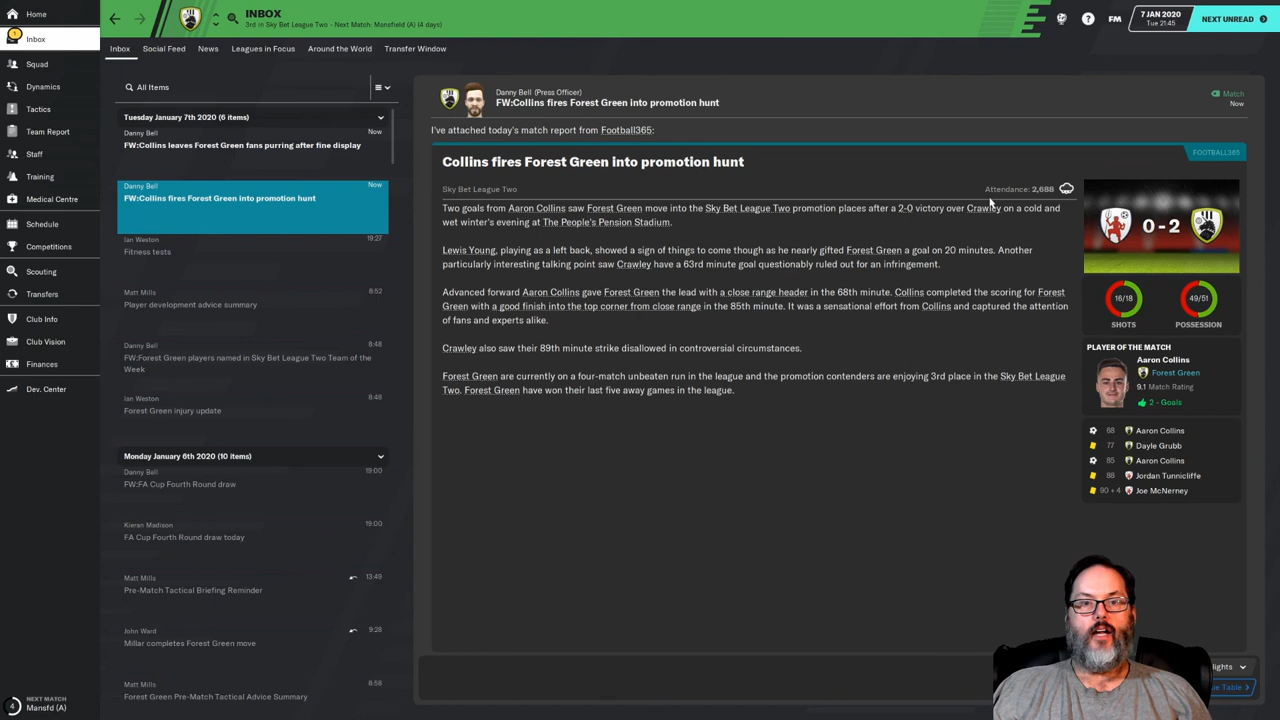 Home
Inbox
Squad
Dynamics
Tactics
Team Report
Staff
Training
Medical Centre
Schedule
Competitions
Scouting
Transfers
Club Info
Club Vision
Finances
Dev. Center
4
NEXT MATCH
Mansfd (A)
INBOX
3rd in Sky Bet League Two - Next Match: Mansfield (A) (4 days)
? FM
7 JAN 2020
Tue 21:45
NEXT UNREAD
Inbox Social Feed News Leagues in Focus Around the World Transfer Window
All Items
Tuesday January 7th 2020 (6 items)
Danny Bell Now
FW:Collins leaves Forest Green fans purring after fine display
Danny Bell Now
FW:Collins fires Forest Green into promotion hunt
Ian Weston 19:27
Fitness tests
Matt Mills 8:52
Player development advice summary
Danny Bell 8:48
FW:Forest Green players named in Sky Bet League Two Team of the
Week
Ian Weston 8:48
Forest Green injury update
Monday January 6th 2020 (10 items)
Danny Bell 19:00
FW:FA Cup Fourth Round draw
Kieran Madison 19:00
FA Cup Fourth Round draw today
Matt Mills 13:49
Pre-Match Tactical Briefing Reminder
John Ward 9:28
Millar completes Forest Green move
Matt Mills 8:58
Forest Green Pre-Match Tactical Advice Summary
Danny Bell (Press Officer)
FW:Collins fires Forest Green into promotion hunt
Match
Now
I've attached today's match report from Football365:
Collins fires Forest Green into promotion hunt
FOOTBALL365
Sky Bet League Two Attendance: 2,688
Two goals from Aaron Collins saw Forest Green move into the Sky Bet League Two promotion places after a 2-0 victory over Crawley on a cold and
wet winter's evening at The People's Pension Stadium.
Lewis Young, playing as a left back, showed a sign of things to come though as he nearly gifted Forest Green a goal on 20 minutes. Another
particularly interesting talking point saw Crawley have a 63rd minute goal questionably ruled out for an infringement.
Advanced forward Aaron Collins gave Forest Green the lead with a close range header in the 68th minute. Collins completed the scoring for Forest
Green with a good finish into the top corner from close range in the 85th minute. It was a sensational effort from Collins and captured the attention
of fans and experts alike.
Crawley also saw their 89th minute strike disallowed in controversial circumstances.
Forest Green are currently on a four-match unbeaten run in the league and the promotion contenders are enjoying 3rd place in the Sky Bet League
Two. Forest Green have won their last five away games in the league.
0 - 2
16/18
SHOTS
49/51
POSSESSION
PLAYER OF THE MATCH
Aaron Collins
Forest Green
9.1 Match Rating
2 - Goals
68 Aaron Collins
77 Dayle Grubb
85 Aaron Collins
88 Jordan Tunnicliffe
90 + 4 Joe McNerney
Table